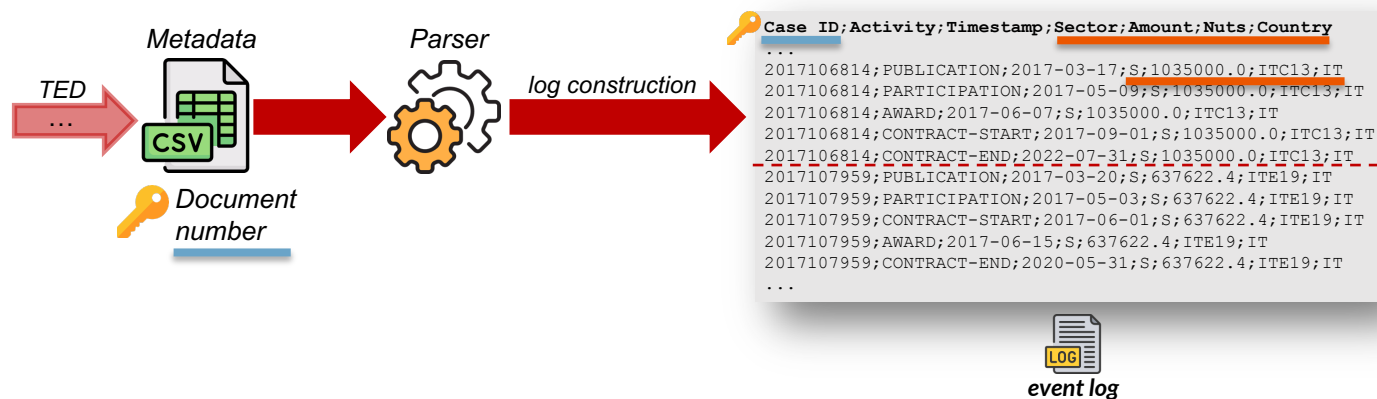 TED
...
Metadata
CSV
Document
number
Parser
log construction
Case ID;Activity;Timestamp;Sector;Amount;Nuts;Country
...
2017106814;PUBLICATION;2017-03-17;S;1035000.0;ITC13;IT
2017106814;PARTICIPATION;2017-05-09;S;1035000.0;ITC13;IT
2017106814;AWARD;2017-06-07;S;1035000.0;ITC13;IT
2017106814;CONTRACT-START;2017-09-01;S;1035000.0;ITC13;IT
2017106814;CONTRACT-END;2022-07-31;S;1035000.0;ITC13;IT
2017107959;PUBLICATION;2017-03-20;S;637622.4;ITE19;IT
2017107959;PARTICIPATION;2017-05-03;S;637622.4;ITE19;IT
2017107959;CONTRACT-START;2017-06-01;S;637622.4;ITE19;IT
2017107959;AWARD;2017-06-15;S;637622.4;ITE19;IT
2017107959;CONTRACT-END;2020-05-31;S;637622.4;ITE19;IT
...
LOG
event log